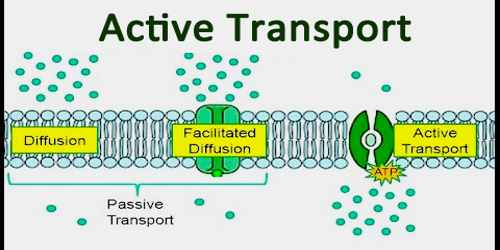 Active Transport
Diffusion
Facilitated
Diffusion
Active
Transport
ATP
Passive
Transport